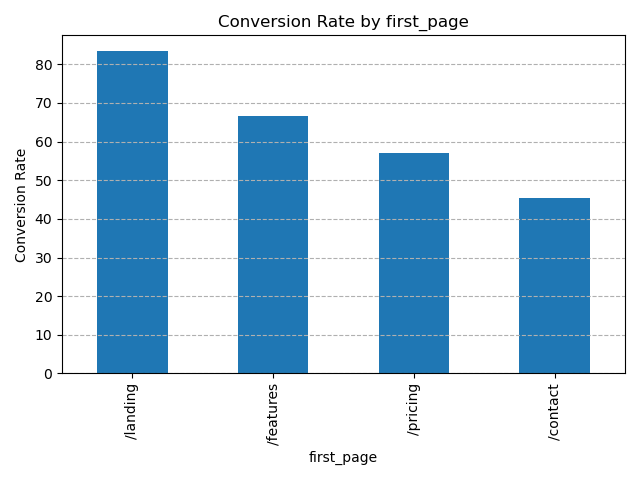 Conversion Rate by first_page
Conversion Rate
80
70
60
50
40
30
20
10
0
/landing
/features
/pricing
/contact
first_page